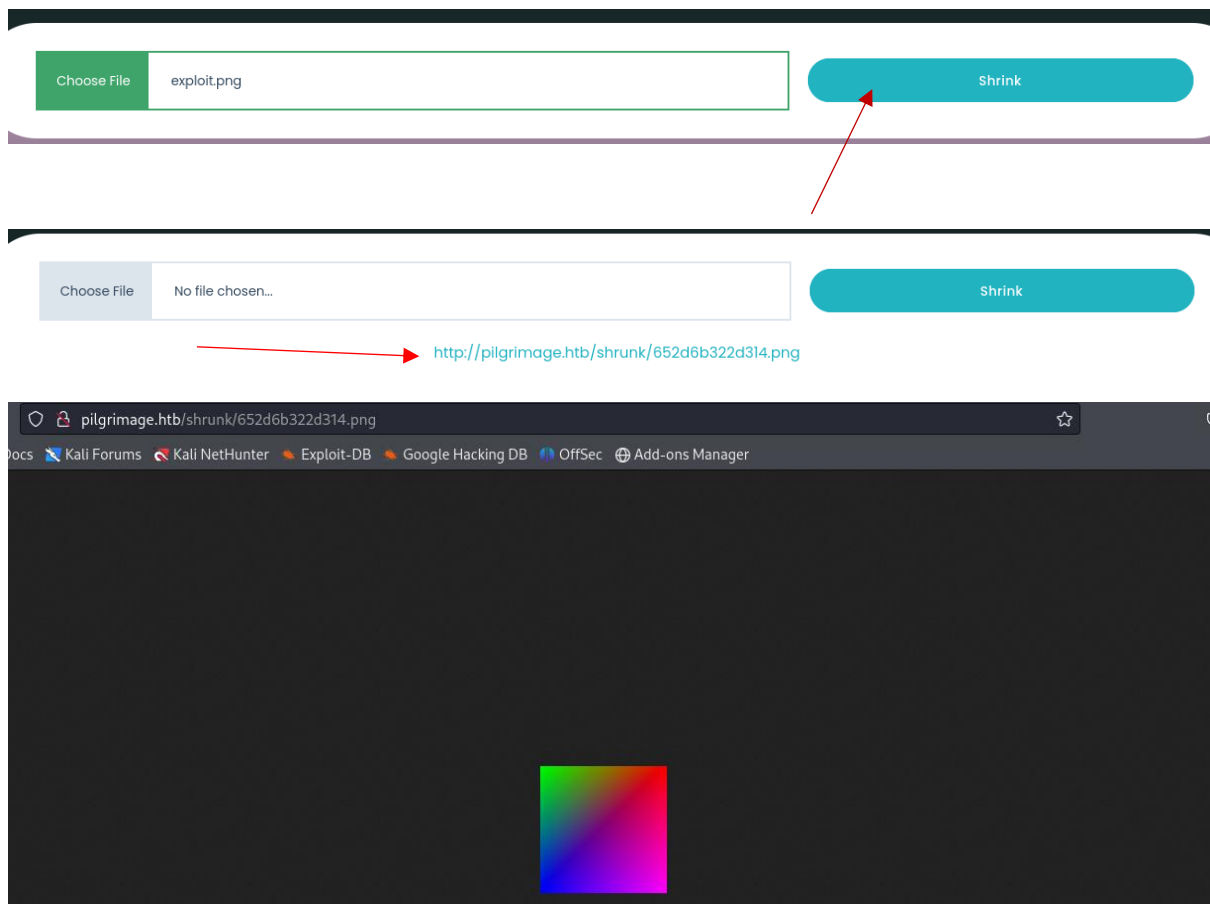 Choose File exploit.png Shrink
Choose File No file chosen... Shrink
http://pilgrimage.htb/shrunk/652d6b322d314.png
pilgrimage.htb/shrunk/652d6b322d314.png
Docs Kali Forums Kali NetHunter Exploit-DB Google Hacking DB OffSec Add-ons Manager